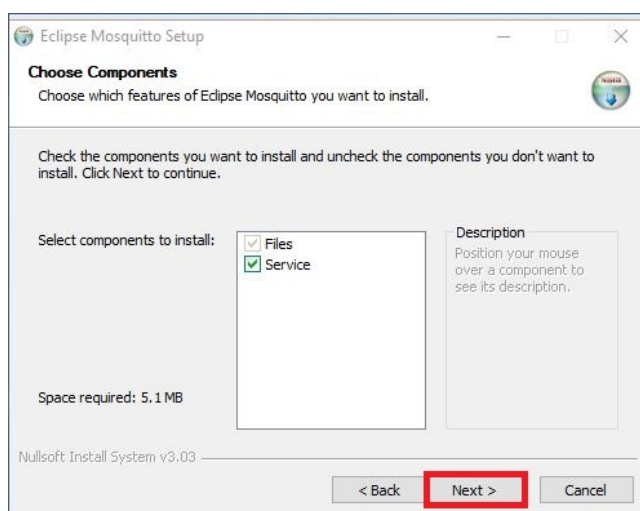 Eclipse Mosquitto Setup
Choose Components
Choose which features of Eclipse Mosquitto you want to install.
Check the components you want to install and uncheck the components you don't want to
install. Click Next to continue.
Select components to install:
Files
Service
Description
Position your mouse
over a component to
see its description.
Space required: 5.1 MB
Nullsoft Install System v3.03
< Back
Next >
Cancel